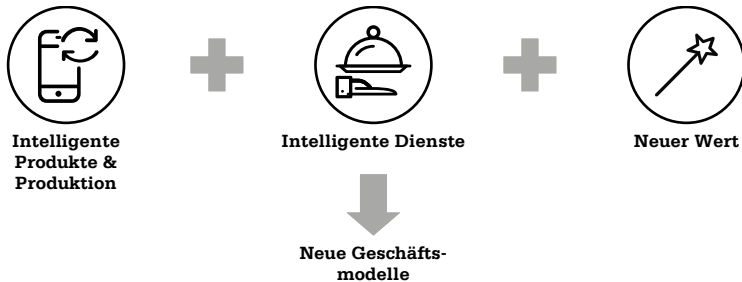 Intelligente
Produkte &
Produktion
Intelligente Dienste
Neuer Wert
Neue Geschäfts-
modelle